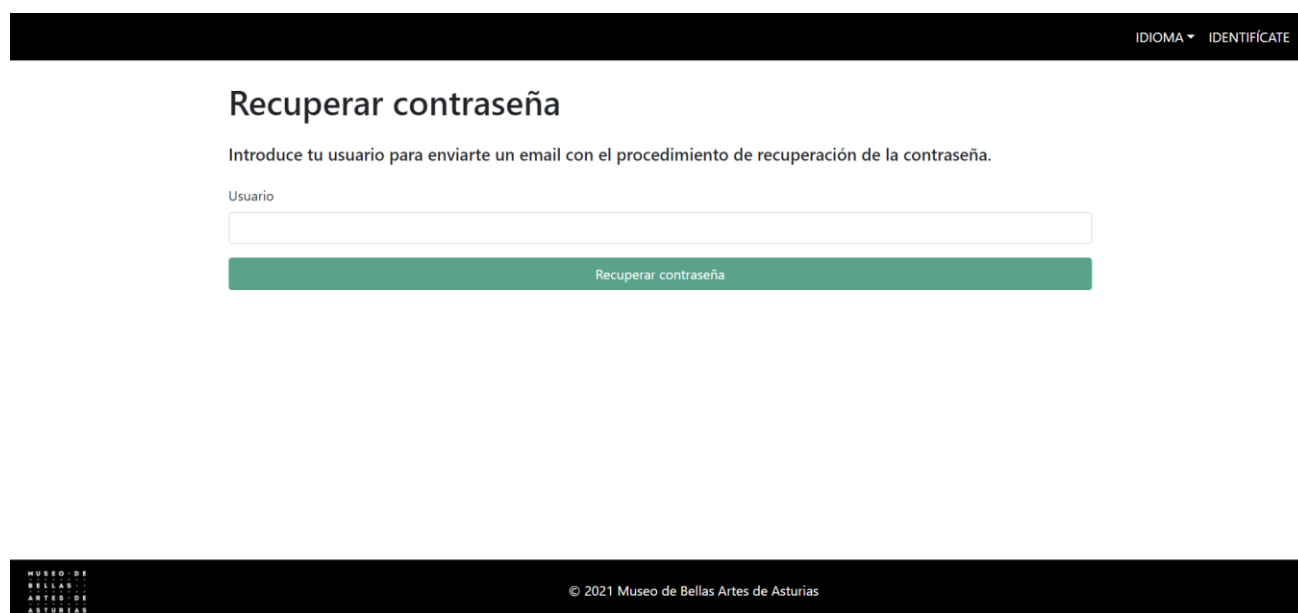 IDIOMA IDENTIFÍCATE
Recuperar contraseña
Introduce tu usuario para enviarte un email con el procedimiento de recuperación de la contraseña.
Usuario
Recuperar contraseña
MUSEO·DE
BELLAS
ARTES·DE
ASTURIAS
© 2021 Museo de Bellas Artes de Asturias